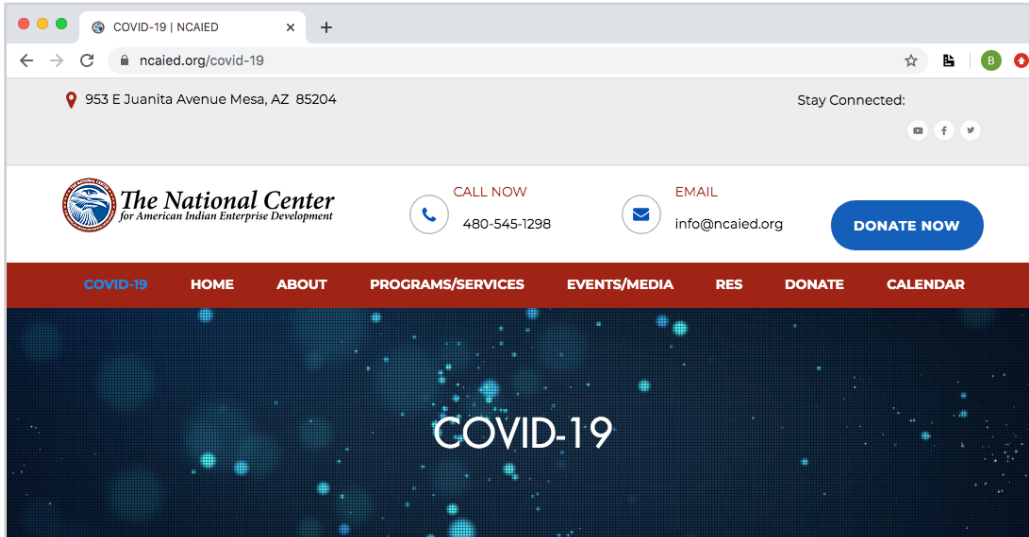 COVID-19 | NCAIED
ncaied.org/covid-19
B
953 E Juanita Avenue Mesa, AZ 85204
Stay Connected:
The National Center
for American Indian Enterprise Development
CALL NOW
480-545-1298
EMAIL
info@ncaied.org
DONATE NOW
COVID-19 HOME ABOUT PROGRAMS/SERVICES EVENTS/MEDIA RES DONATE CALENDAR
COVID-19